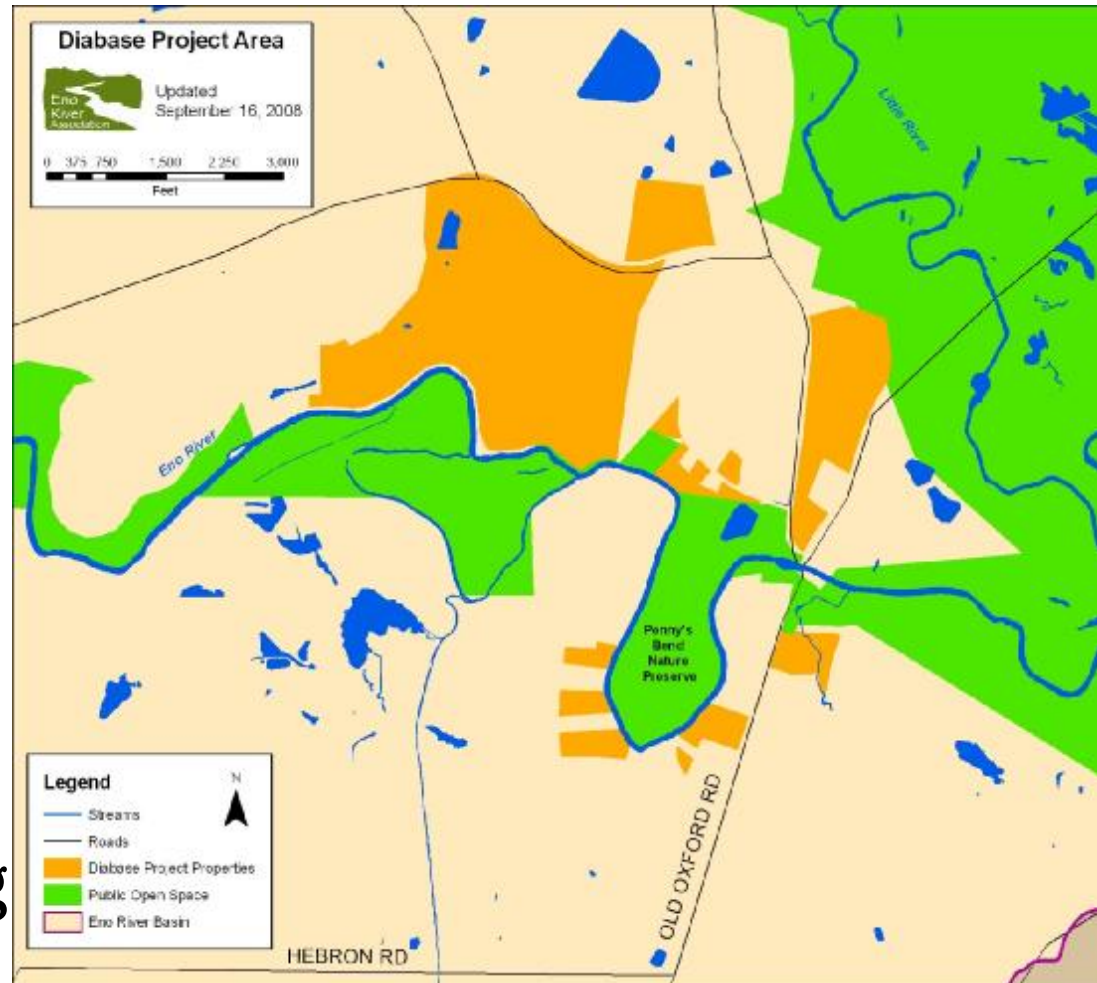 Diabase Project Area
Eno
River
Association
Updated
September 16, 2008
0 375 750 1,500 2,250 3,000
Feet
Little River
Eno River
Penny's
Bend
Nature
Preserve
OLD OXFORD RD
HEBRON RD
Legend
N
Streams
Roads
Diabase Project Properties
Public Open Space
Eno River Basin
g